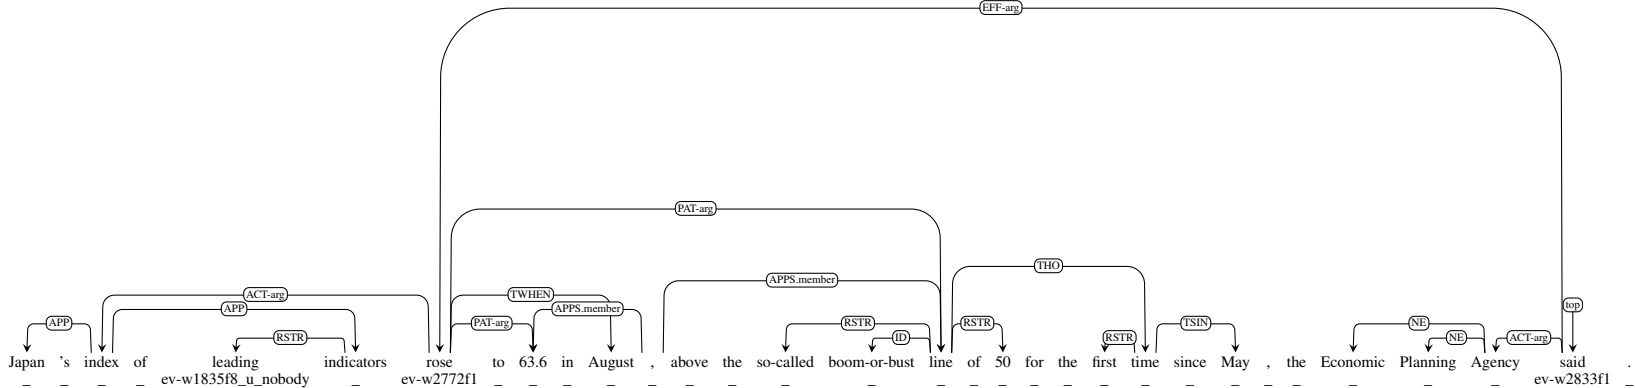 EFF-arg
PAT-arg
THO
APPS.member
ACT-arg TWHEN
APP APPS.member top
APP PAT-arg RSTR RSTR TSIN NE
RSTR ID RSTR NE ACT-arg
Japan 's index of leading indicators rose to 63.6 in August , above the so-called boom-or-bust line of 50 for the first time since May , the Economic Planning Agency said .
_ _ _ _ ev-w1835f8_u_nobody _ ev-w2772f1 _ _ _ _ _ _ _ _ _ _ _ _ _ _ _ _ _ _ _ _ _ _ _ ev-w2833f1 _